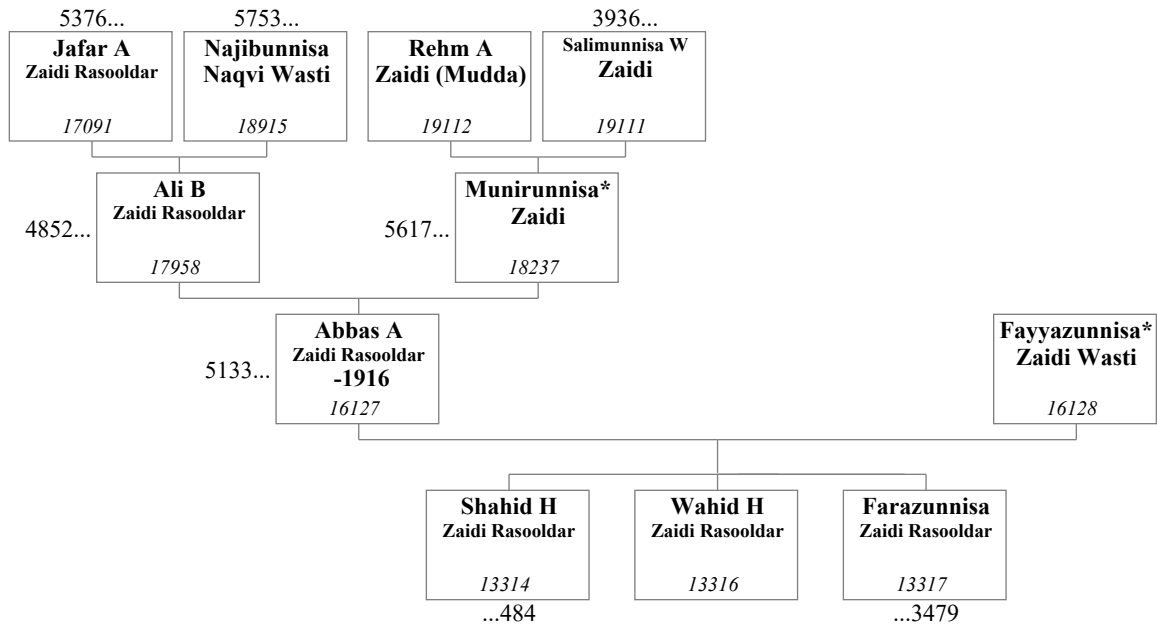 5376...
5753...
3936...
Jafar A
Zaidi Rasooldar
17091
Najibunnisa
Naqvi Wasti
18915
Rehm A
Zaidi (Mudda)
19112
Salimunnisa W
Zaidi
19111
4852...
Ali B
Zaidi Rasooldar
17958
5617...
Munirunnisa*
Zaidi
18237
5133...
Abbas A
Zaidi Rasooldar
-1916
16127
Fayyazunnisa*
Zaidi Wasti
16128
Shahid H
Zaidi Rasooldar
13314
...484
Wahid H
Zaidi Rasooldar
13316
Farazunnisa
Zaidi Rasooldar
13317
...3479